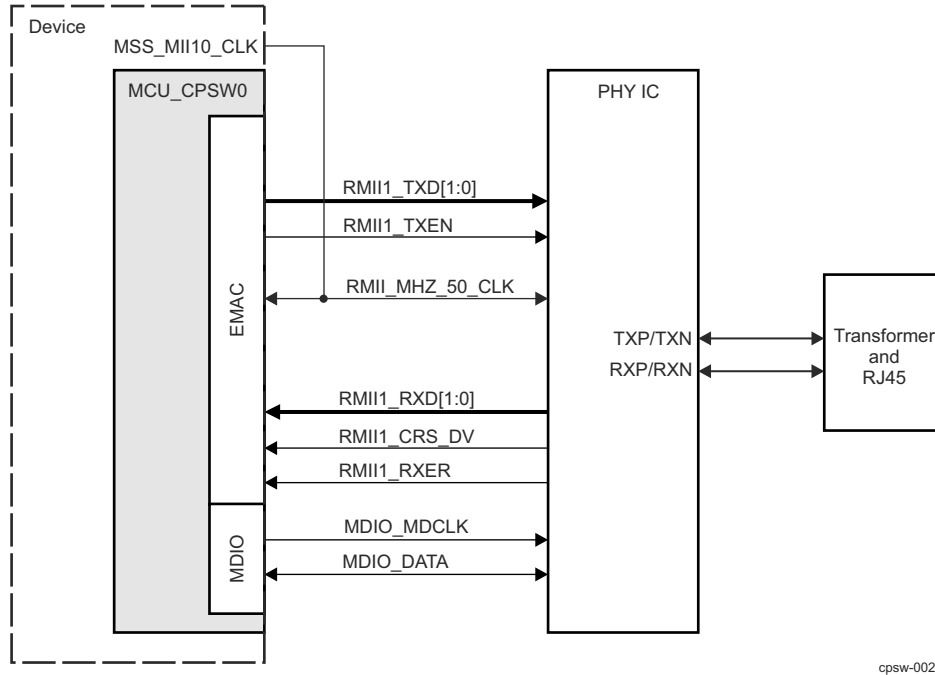 Device
MSS_MII10_CLK
MCU_CPSW0
PHY IC
RMII1_TXD[1:0]
RMII1_TXEN
RMII_MHZ_50_CLK
EMAC
TXP/TXN
RXP/RXN
Transformer
and
RJ45
RMII1_RXD[1:0]
RMII1_CRS_DV
RMII1_RXER
MDIO
MDIO_MDCLK
MDIO_DATA
cpsw-002